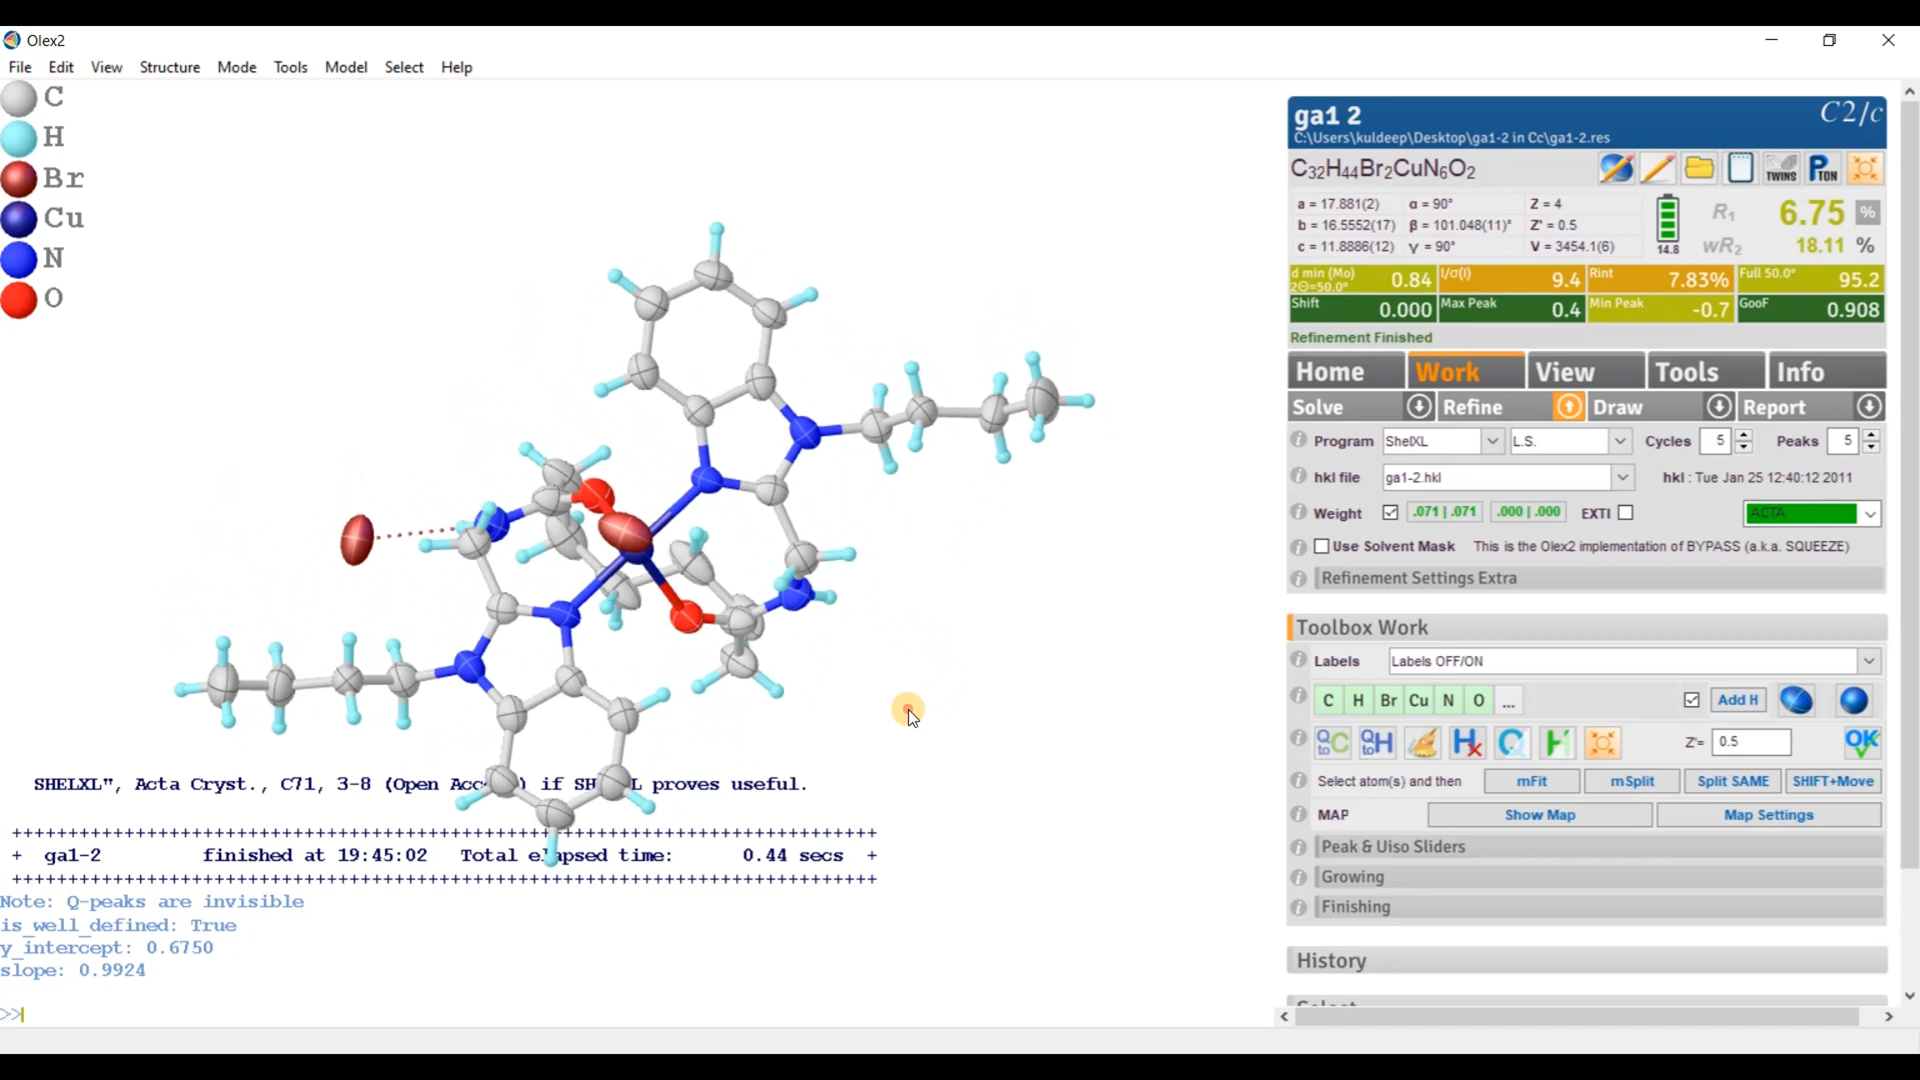 Olex2
File Edit View Structure Mode Tools Model Select Help
C
H
Br
Cu
N
O
ga1 2
C2/c
C:\Users\kuldeep\Desktop\ga1-2 in Cc\ga1-2.res
C32H44Br2CuN6O2
TWINS
PTON
a = 17.881(2) α = 90° Z = 4
b = 16.5552(17) β = 101.048(11)° Z' = 0.5
c = 11.8886(12) γ = 90° V = 3454.1(6)
14.8
R1 6.75 %
wR2 18.11 %
d min (Mo) 2Θ=50.0° 0.84 I/σ(I) 9.4 Rint 7.83% Full 50.0° 95.2
Shift 0.000 Max Peak 0.4 Min Peak -0.7 GooF 0.908
Refinement Finished
Home Work View Tools Info
Solve Refine Draw Report
Program ShelXL L.S. Cycles 5 Peaks 5
hkl file ga1-2.hkl hkl : Tue Jan 25 12:40:12 2011
Weight .071 | .071 .000 | .000 EXTI ACTA
Use Solvent Mask This is the Olex2 implementation of BYPASS (a.k.a. SQUEEZE)
Refinement Settings Extra
Toolbox Work
Labels Labels OFF/ON
C H Br Cu N O ... Add H
Q to C Q to H H Z'= 0.5 OK
Select atom(s) and then mFit mSplit Split SAME SHIFT+Move
MAP Show Map Map Settings
Peak & Uiso Sliders
Growing
Finishing
History
SHELXL", Acta Cryst., C71, 3-8 (Open Acc ) if SH L proves useful.
++++++++++++++++++++++++++++++++++++++++++++++++++++++++++++++++++++++++++++++
+ ga1-2 finished at 19:45:02 Total elapsed time: 0.44 secs +
++++++++++++++++++++++++++++++++++++++++++++++++++++++++++++++++++++++++++++++
Note: Q-peaks are invisible
is_well_defined: True
y_intercept: 0.6750
slope: 0.9924
>>